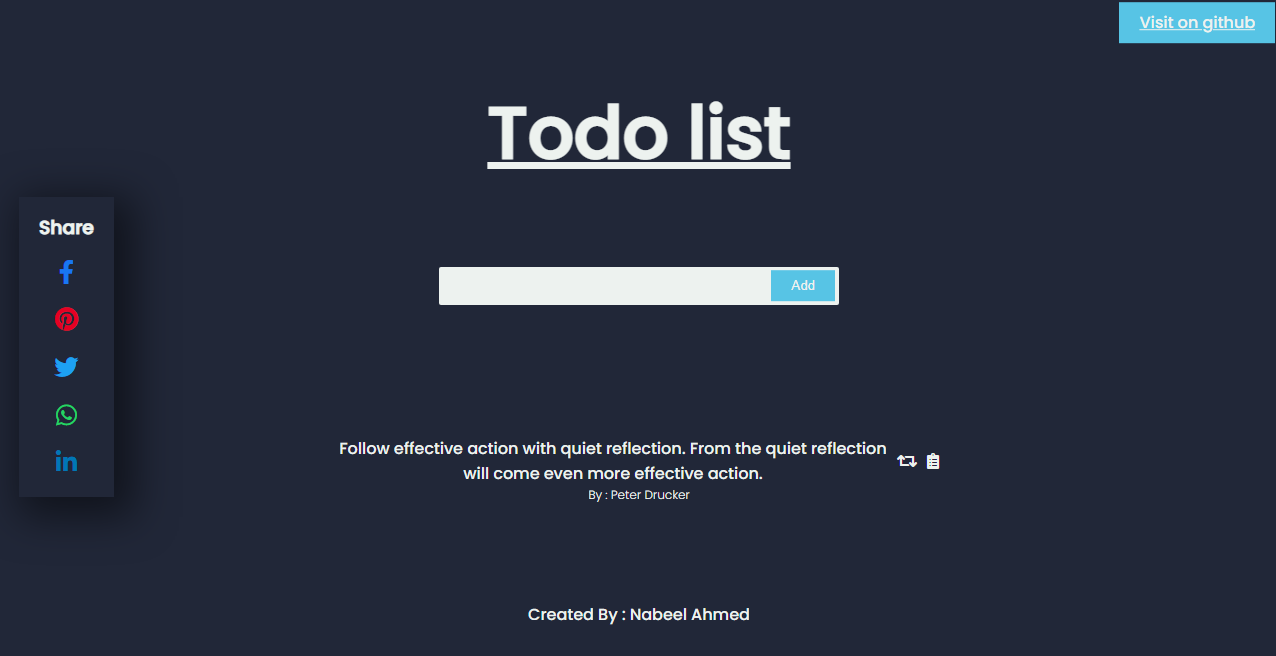 Visit on github
Todo list
Share
Add
Follow effective action with quiet reflection. From the quiet reflection
will come even more effective action.
By : Peter Drucker
Created By : Nabeel Ahmed